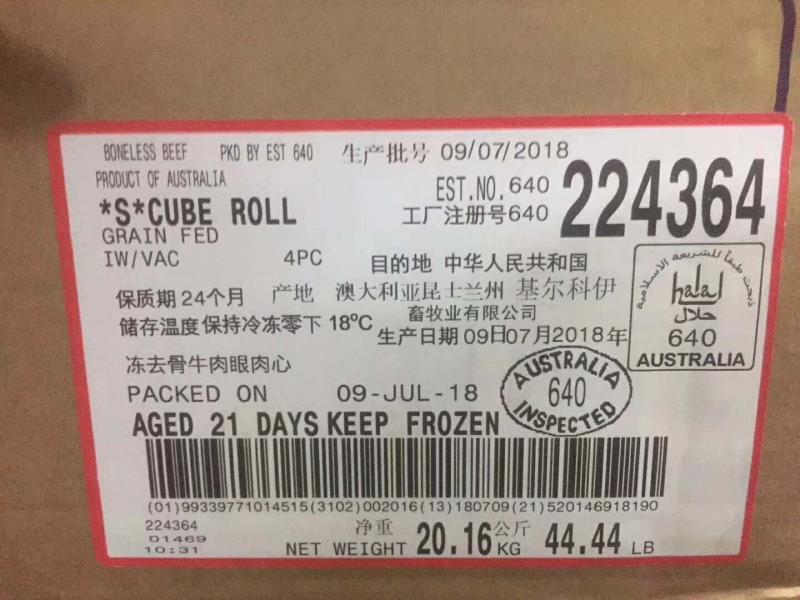 BONELESS BEEF PKD BY EST 640 生产批号 09/07/2018
PRODUCT OF AUSTRALIA
EST.NO. 640
224364
*S*CUBE ROLL
工厂注册号640
GRAIN FED
IW/VAC 4PC
目的地 中华人民共和国
保质期 24个月 产地 澳大利亚昆士兰州 基尔科伊
畜牧业有限公司
储存温度 保持冷冻零下 18ºC
生产日期 09日07月2018年
halal
حلال
640
AUSTRALIA
冻去骨牛肉眼肉心
PACKED ON 09-JUL-18
AUSTRALIA
640
INSPECTED
AGED 21 DAYS KEEP FROZEN
(01)99339771014515(3102)002016(13)180709(21)520146918190
224364
01469
10:31
净重 公斤
NET WEIGHT 20.16 KG 44.44 LB